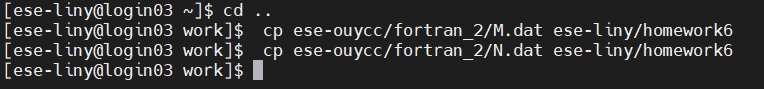 [ese-liny@login03 ~]$ cd ..
[ese-liny@login03 work]$  cp ese-ouycc/fortran_2/M.dat ese-liny/homework6
[ese-liny@login03 work]$  cp ese-ouycc/fortran_2/N.dat ese-liny/homework6
[ese-liny@login03 work]$